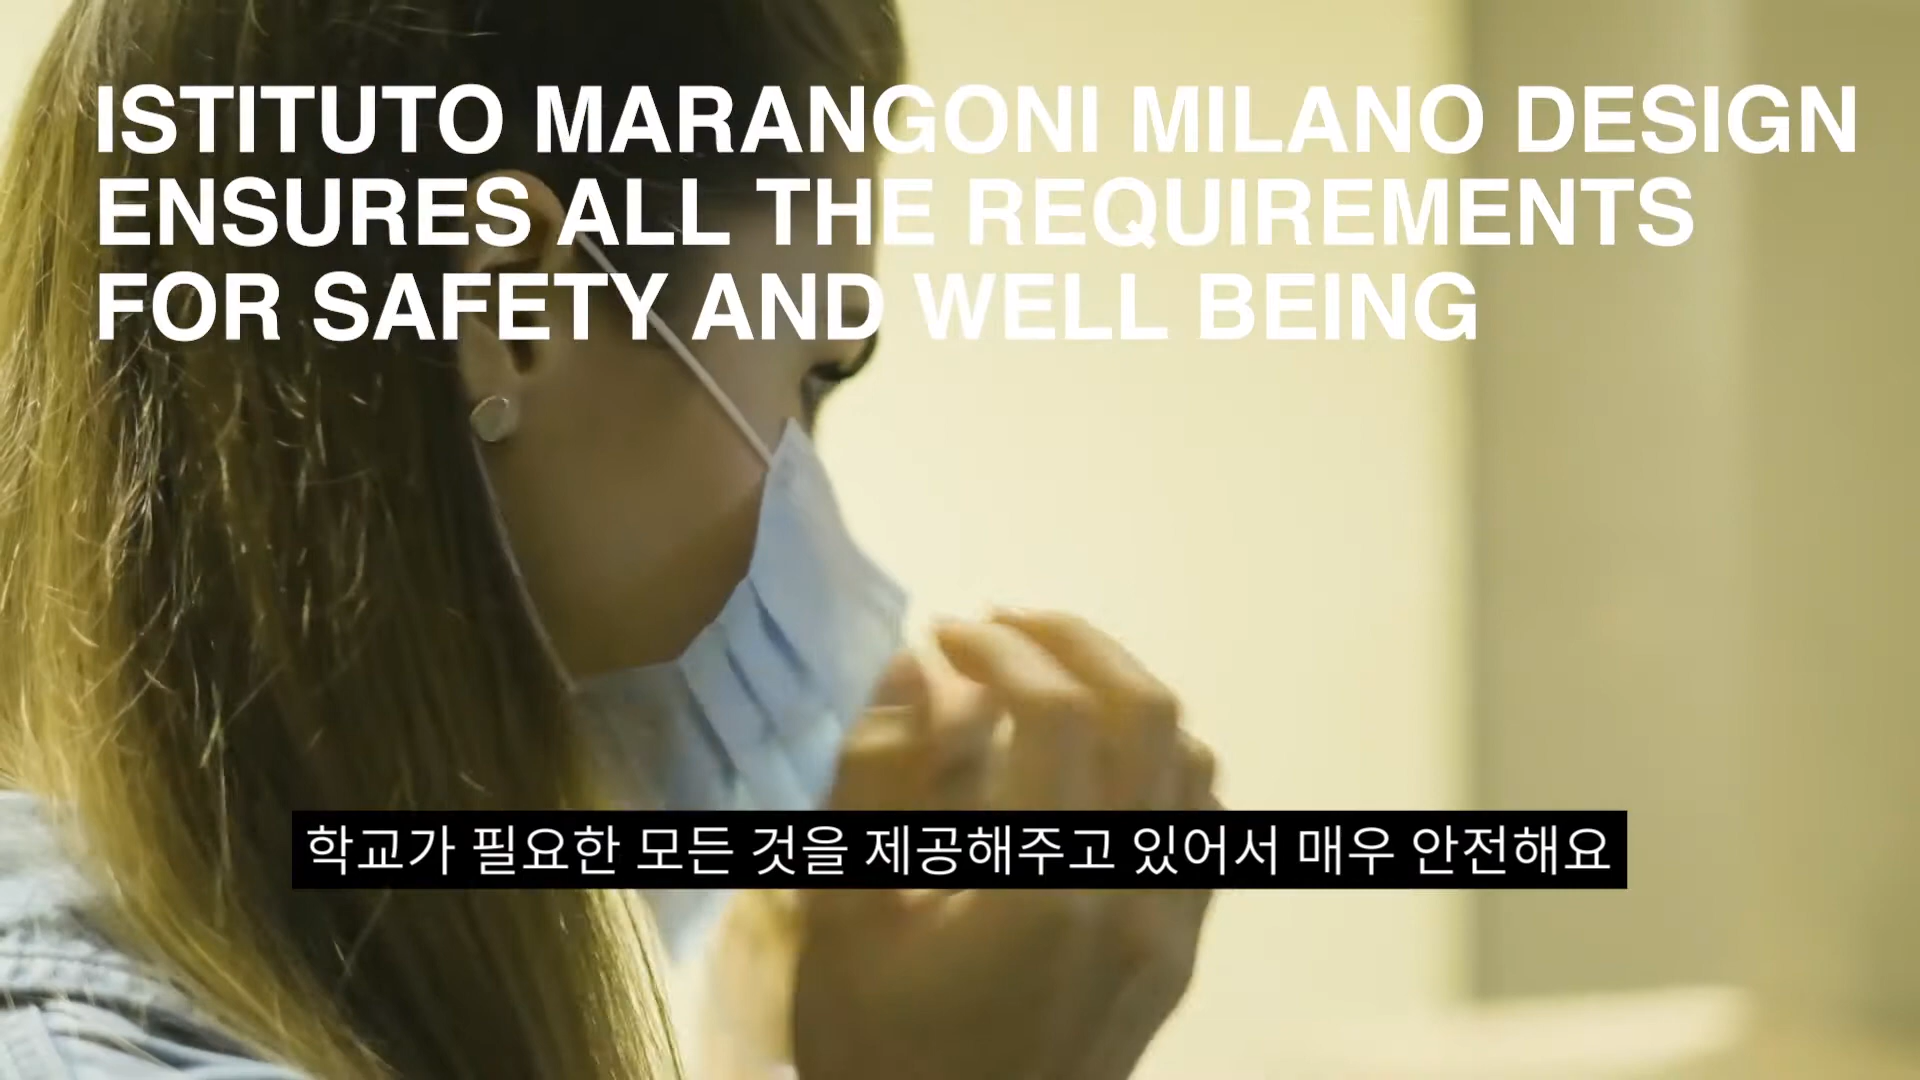 ISTITUTO MARANGONI MILANO DESIGN
ENSURES ALL THE REQUIREMENTS
FOR SAFETY AND WELL BEING
학교가 필요한 모든 것을 제공해주고 있어서 매우 안전해요